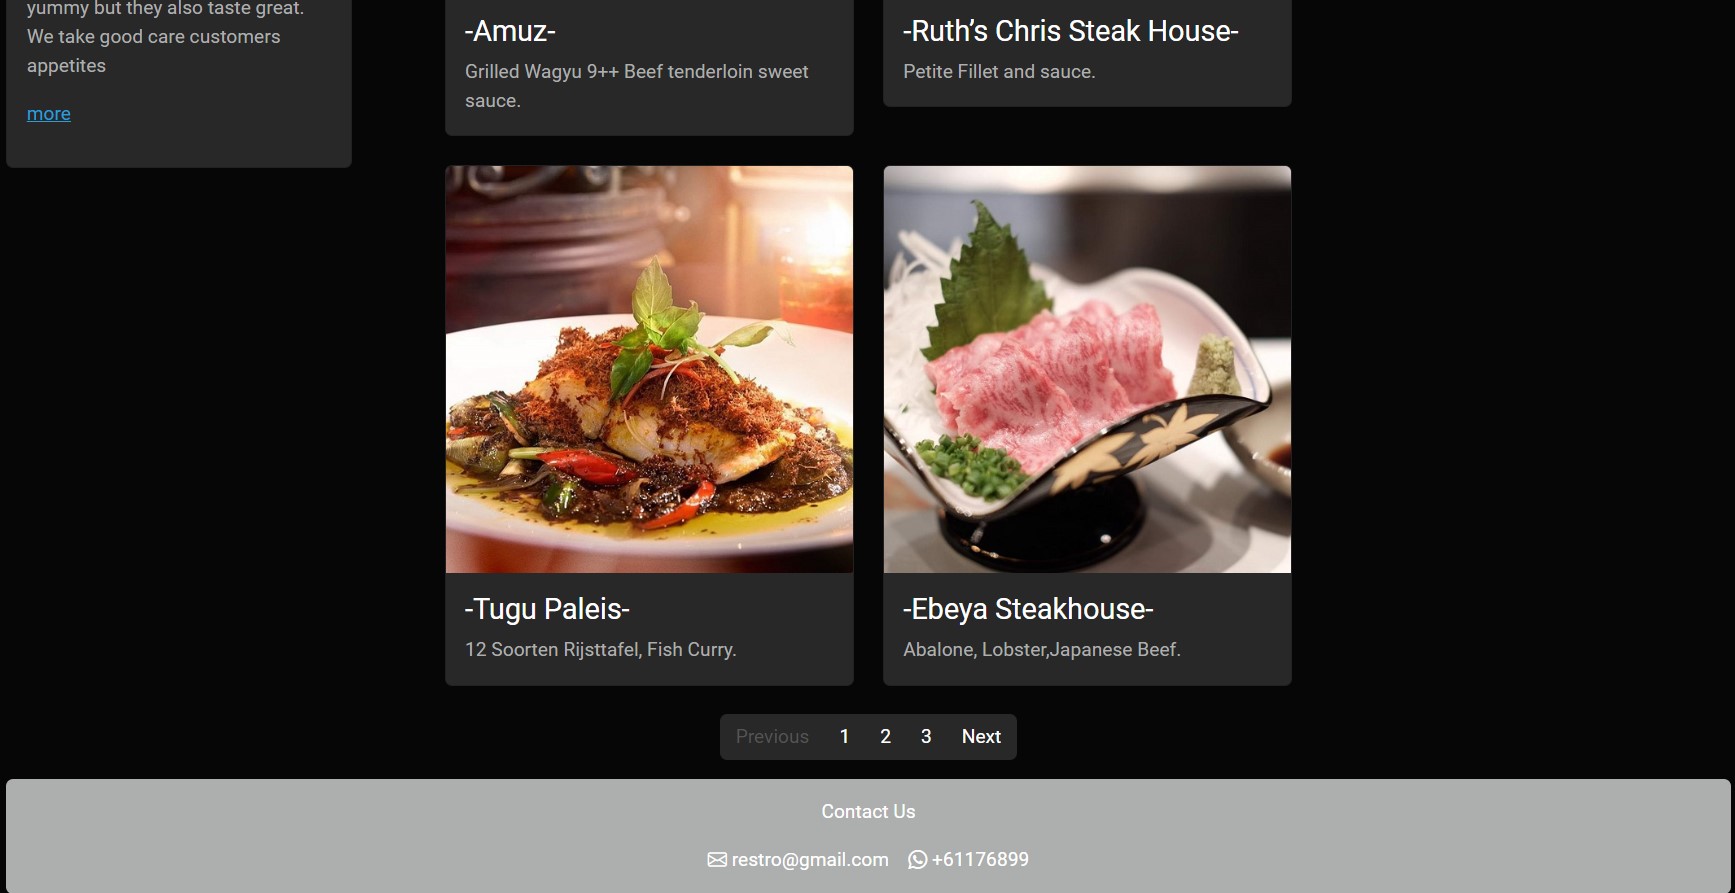 yummy but they also taste great.
We take good care customers
appetites
more
-Amuz-
Grilled Wagyu 9++ Beef tenderloin sweet
sauce.
-Ruth’s Chris Steak House-
Petite Fillet and sauce.
-Tugu Paleis-
12 Soorten Rijsttafel, Fish Curry.
-Ebeya Steakhouse-
Abalone, Lobster,Japanese Beef.
Previous 1 2 3 Next
Contact Us
restro@gmail.com +61176899